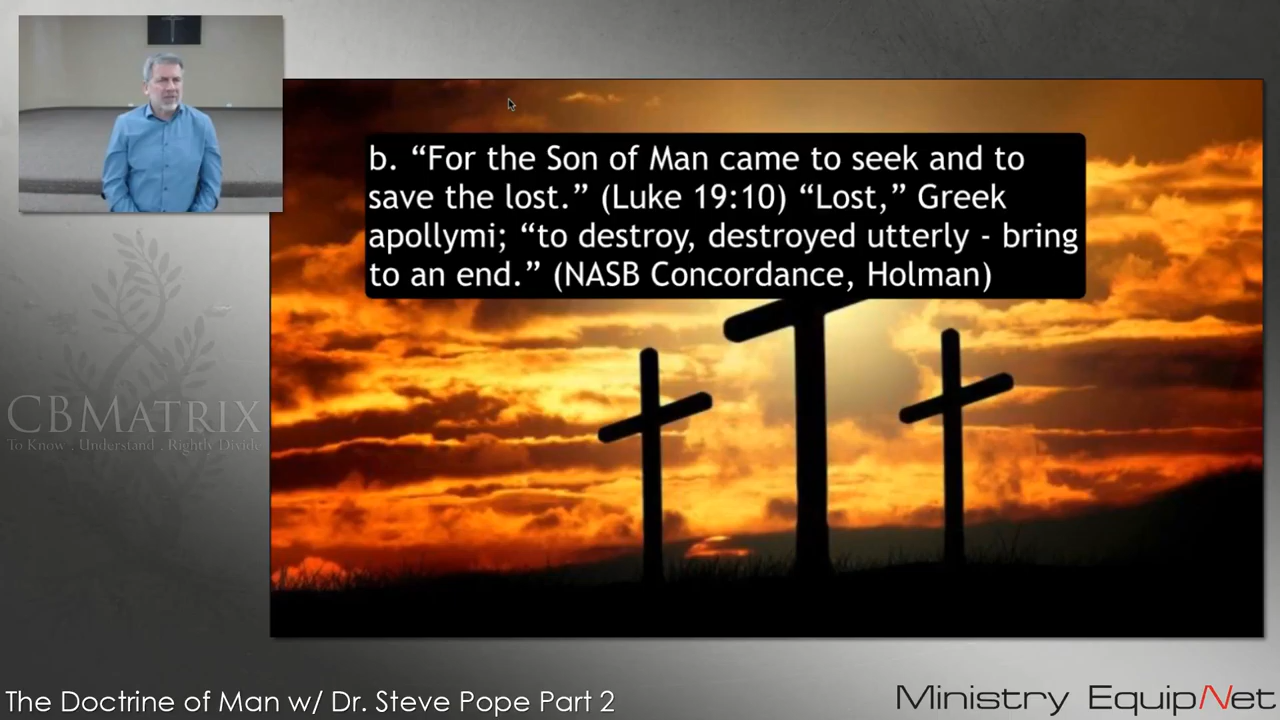 b. “For the Son of Man came to seek and to
save the lost.” (Luke 19:10) “Lost,” Greek
apollymi; “to destroy, destroyed utterly - bring
to an end.” (NASB Concordance, Holman)
CBMATRIX
To Know . Understand . Rightly Divide
The Doctrine of Man w/ Dr. Steve Pope Part 2
Ministry EquipNet